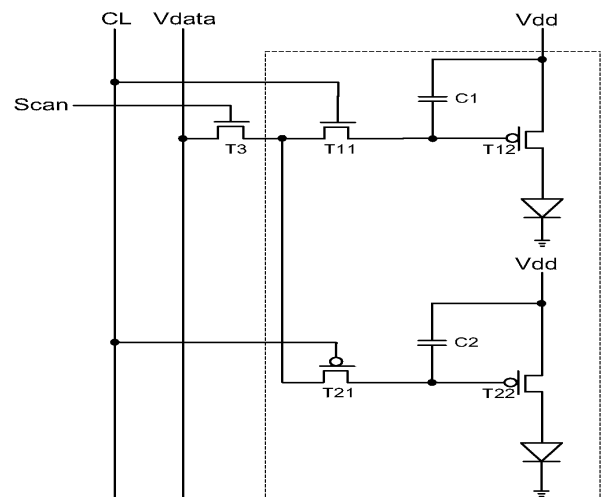 CL Vdata Vdd
Scan
C1
T3 T11 T12
Vdd
C2
T21 T22